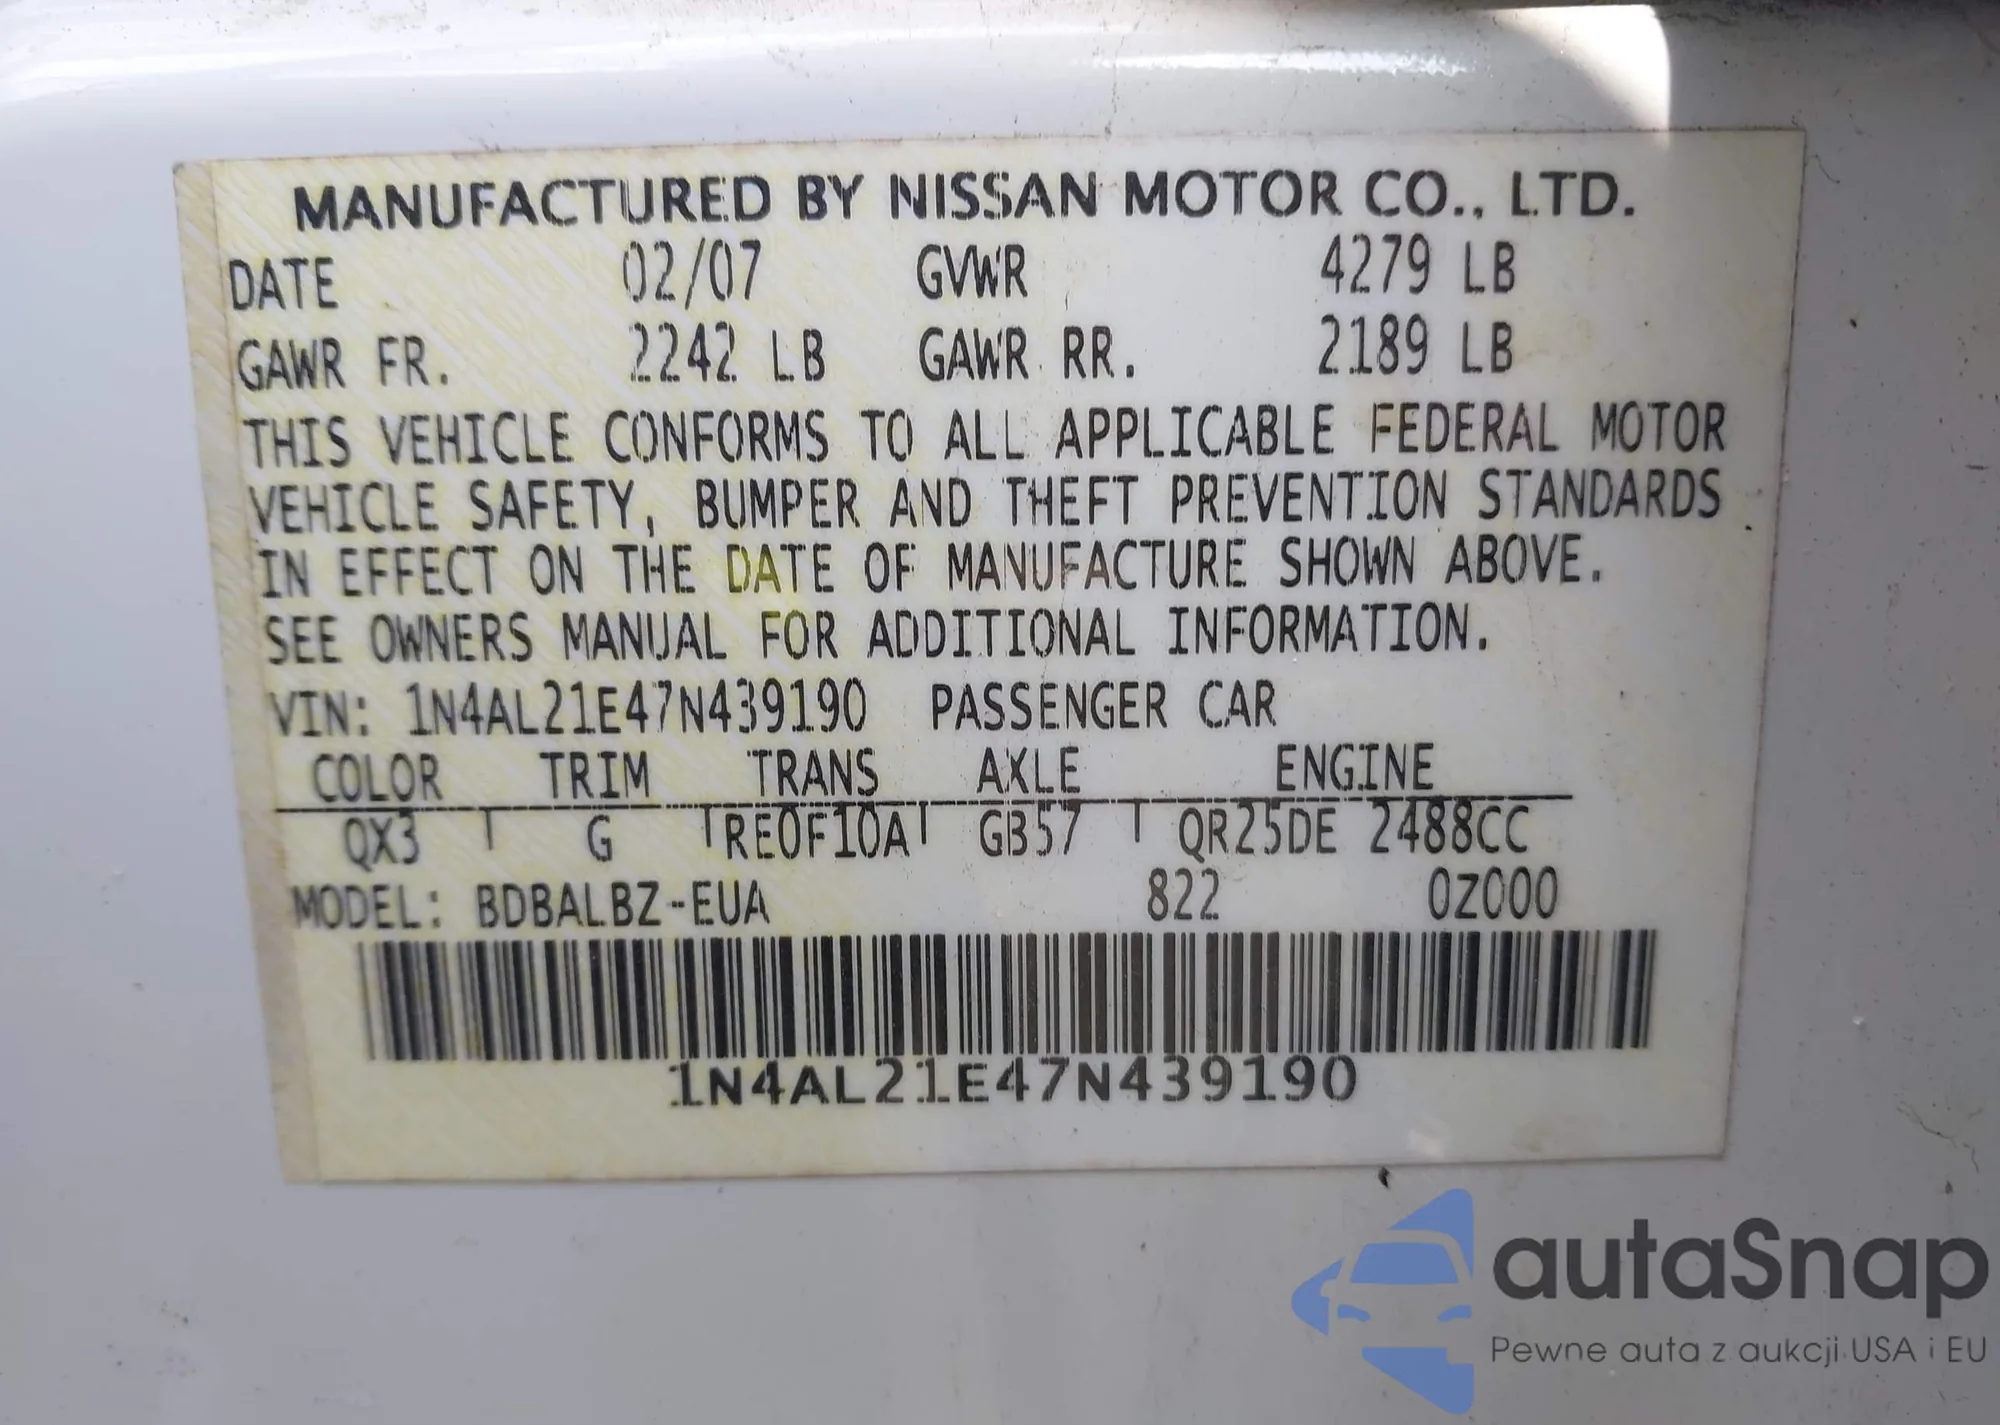 MANUFACTURED BY NISSAN MOTOR CO., LTD.
DATE 02/07 GVWR 4279 LB
GAWR FR. 2242 LB GAWR RR. 2189 LB
THIS VEHICLE CONFORMS TO ALL APPLICABLE FEDERAL MOTOR
VEHICLE SAFETY, BUMPER AND THEFT PREVENTION STANDARDS
IN EFFECT ON THE DATE OF MANUFACTURE SHOWN ABOVE.
SEE OWNERS MANUAL FOR ADDITIONAL INFORMATION.
VIN: 1N4AL21E47N439190 PASSENGER CAR
COLOR TRIM TRANS AXLE ENGINE
QX3 G RE0F10A GB57 QR25DE 2488CC
MODEL: BDBALBZ-EUA 822 0Z000
1N4AL21E47N439190
autaSnap
Pewne auta z aukcji USA i EU